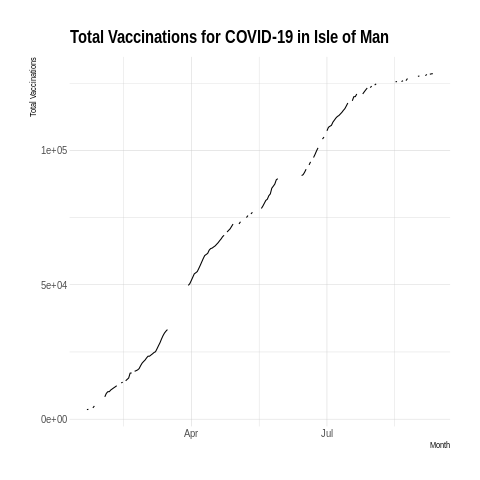 Total Vaccinations for COVID-19 in Isle of Man
Total Vaccinations
1e+05
5e+04
0e+00
Apr
Jul
Month